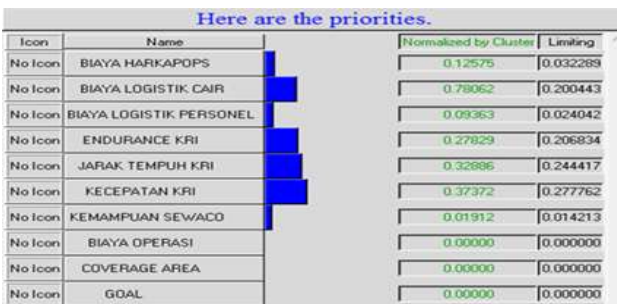 Here are the priorities.
Icon Name Normalized by Cluster Limiting
No Icon BIAYA HARKAPOPS 0.12575 0.032289
No Icon BIAYA LOGISTIK CAIR 0.78062 0.200443
No Icon BIAYA LOGISTIK PERSONEL 0.09363 0.024042
No Icon ENDURANCE KRI 0.27829 0.206834
No Icon JARAK TEMPUH KRI 0.32886 0.244417
No Icon KECEPATAN KRI 0.37372 0.277762
No Icon KEMAMPUAN SEWACO 0.01912 0.014213
No Icon BIAYA OPERASI 0.00000 0.000000
No Icon COVERAGE AREA 0.00000 0.000000
No Icon GOAL 0.00000 0.000000